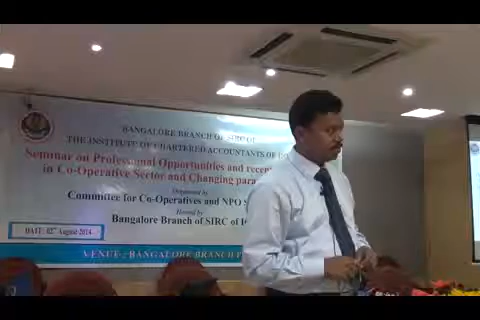 BANGALORE BRANCH OF SIRC OF
THE INSTITUTE OF CHARTERED ACCOUNTANTS OF
Seminar on Professional Opportunities and recen
in Co-Operative Sector and Changing para
Organised by
Committee for Co-Operatives and NPO S
Hosted by
Bangalore Branch of SIRC of I
DATE: 02nd August 2014
VENUE : BANGALORE BRANCH